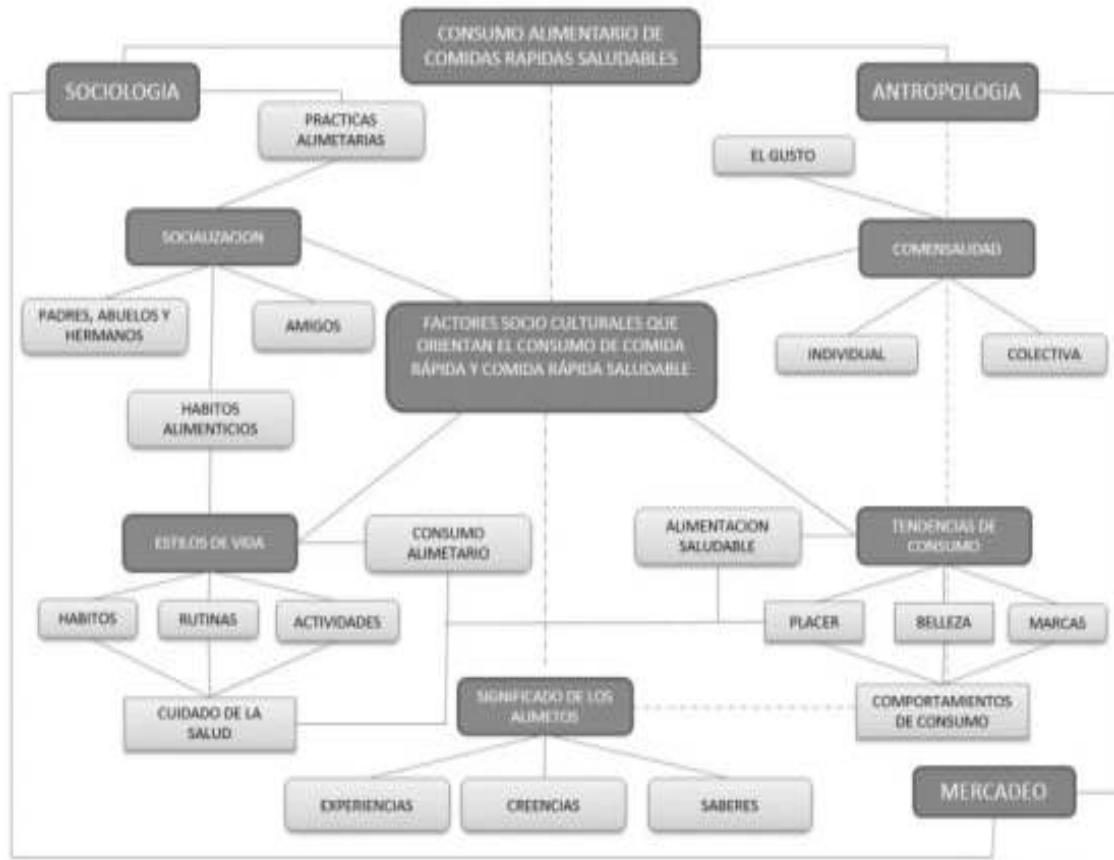 CONSUMO ALIMENTARIO DE
COMIDAS RAPIDAS SALUDABLES
SOCIOLOGIA
ANTROPOLOGIA
PRACTICAS
ALIMETARIAS
EL GUSTO
SOCIALIZACION
COMENSALIDAD
PADRES, ABUELOS Y
HERMANOS
AMIGOS
FACTORES SOCIO CULTURALES QUE
ORIENTAN EL CONSUMO DE COMIDA
RÁPIDA Y COMIDA RÁPIDA SALUDABLE
INDIVIDUAL
COLECTIVA
HABITOS
ALIMENTICIOS
ESTILOS DE VIDA
CONSUMO
ALIMETARIO
ALIMENTACION
SALUDABLE
TENDENCIAS DE
CONSUMO
HABITOS
RUTINAS
ACTIVIDADES
PLACER
BELLEZA
MARCAS
CUIDADO DE LA
SALUD
SIGNIFICADO DE LOS
ALIMETOS
COMPORTAMIENTOS
DE CONSUMO
EXPERIENCIAS
CREENCIAS
SABERES
MERCADEO